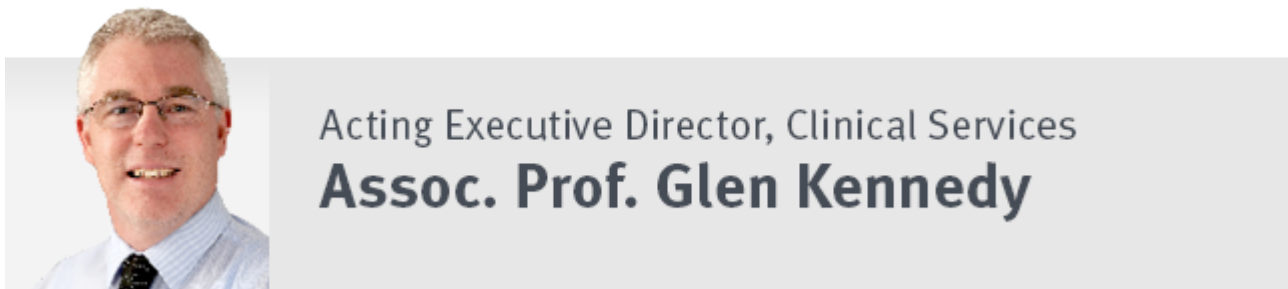 Acting Executive Director, Clinical Services
Assoc. Prof. Glen Kennedy